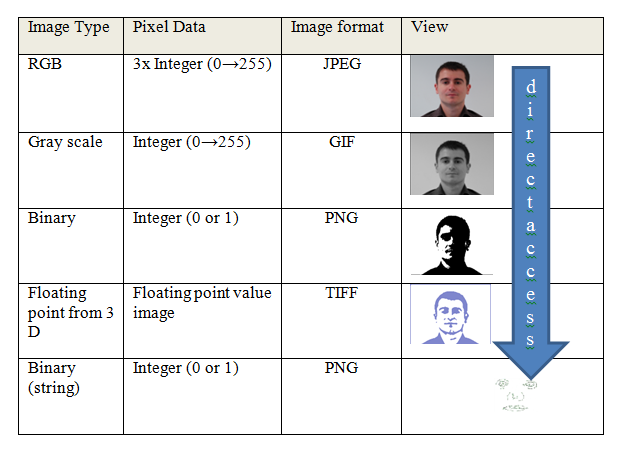 Image Type Pixel Data Image format View
RGB 3x Integer (0→255) JPEG
Gray scale Integer (0→255) GIF
Binary Integer (0 or 1) PNG
Floating point from 3 D Floating point value image TIFF
Binary (string) Integer (0 or 1) PNG
directaccess